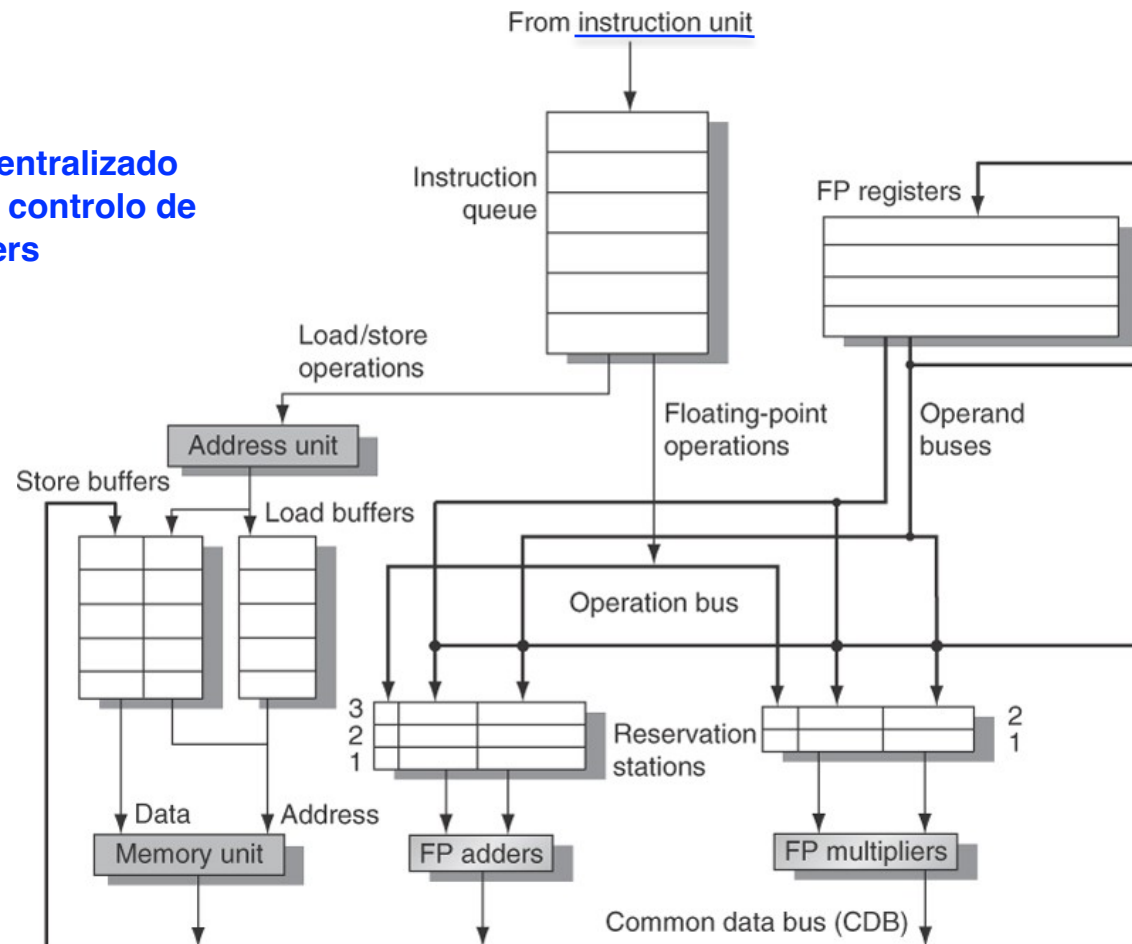 From instruction unit
entralizado
controlo de
ers
Instruction
queue
FP registers
Load/store
operations
Address unit
Floating-point
operations
Operand
buses
Store buffers
Load buffers
Operation bus
3
2
1
Reservation
stations
2
1
Data
Address
Memory unit
FP adders
FP multipliers
Common data bus (CDB)